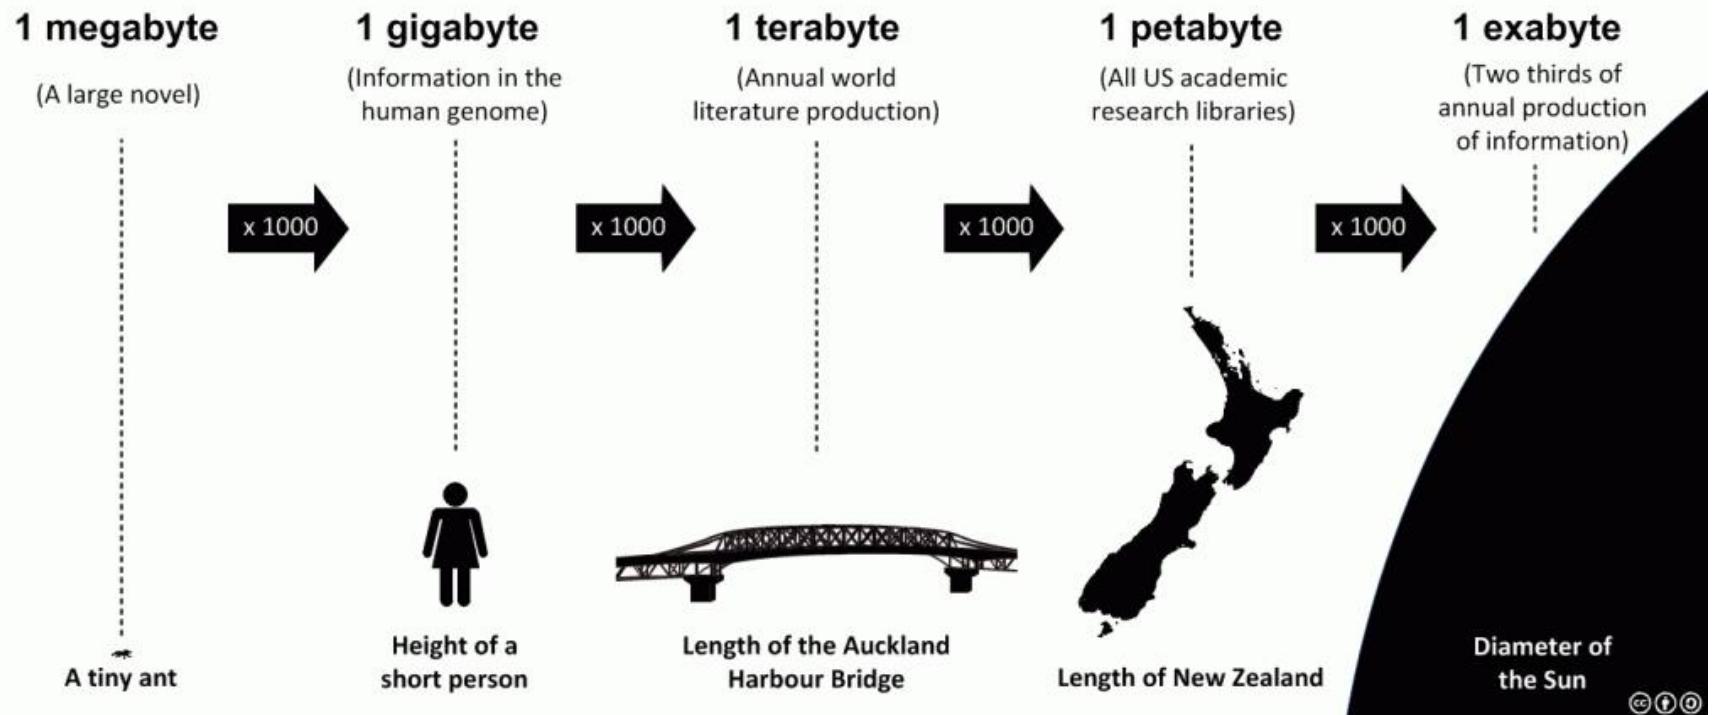 1 megabyte
(A large novel)
x 1000
A tiny ant
1 gigabyte
(Information in the
human genome)
x 1000
Height of a
short person
1 terabyte
(Annual world
literature production)
x 1000
Length of the Auckland
Harbour Bridge
1 petabyte
(All US academic
research libraries)
x 1000
Length of New Zealand
1 exabyte
(Two thirds of
annual production
of information)
Diameter of
the Sun
cc